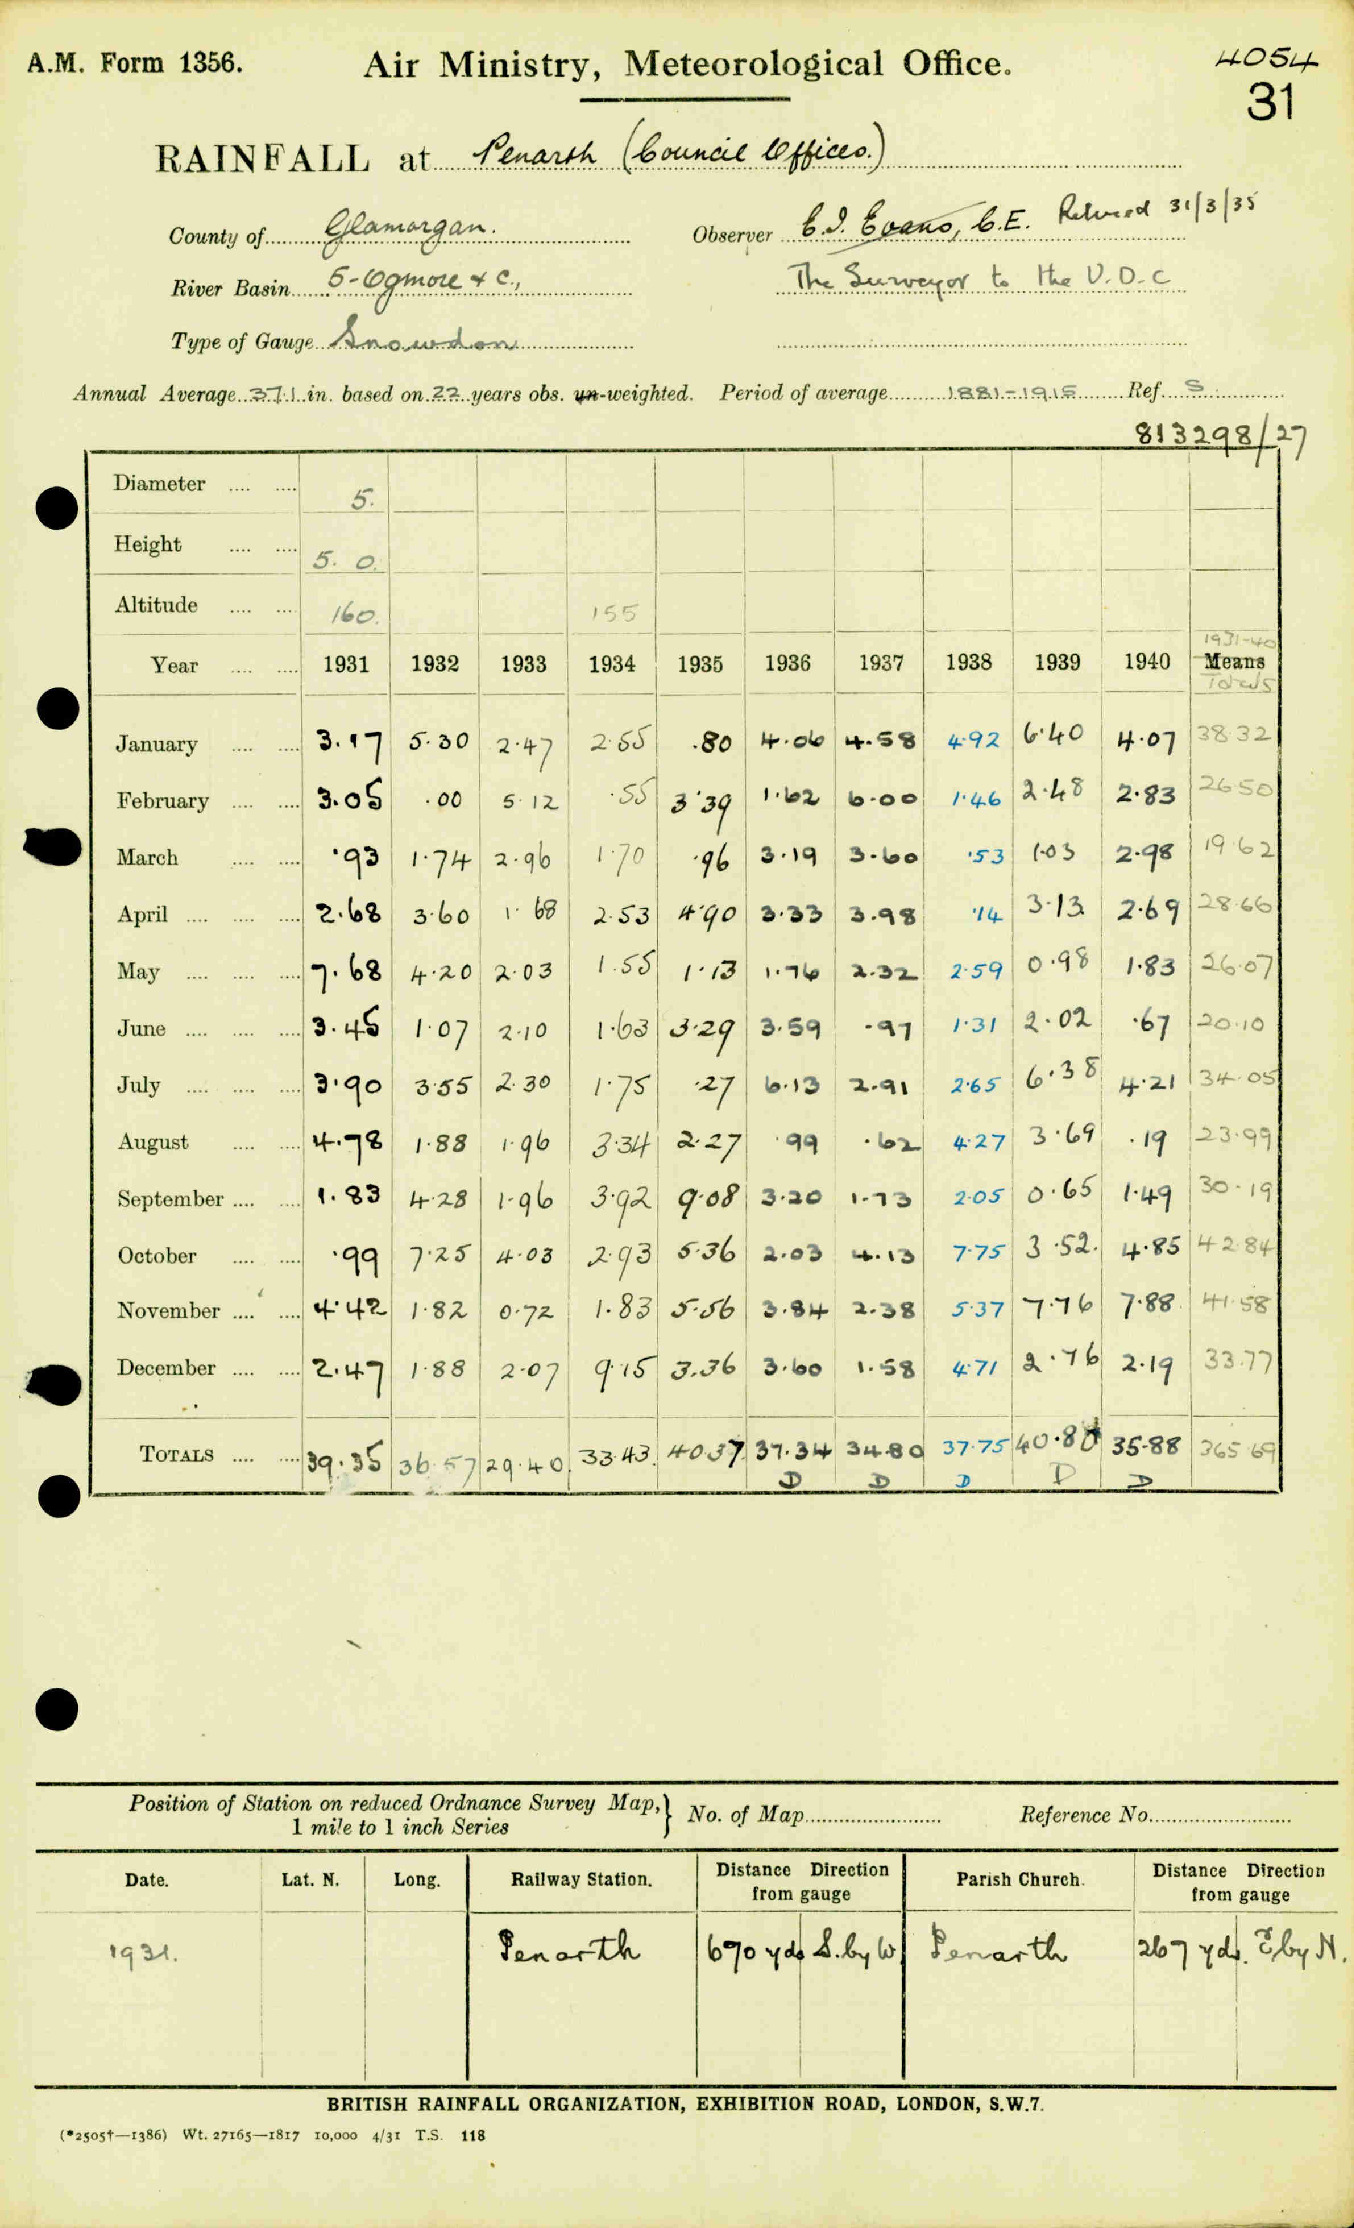 A.M. Form 1356. Air Ministry, Meteorological Office. 4054
31
RAINFALL at Penarth (Council Offices.)
County of Glamorgan. Observer C.I. Evans, C.E. Retired 31/3/35
River Basin 5-Ogmore & c., The Surveyor to the U.D.C
Type of Gauge Snowdon
Annual Average 37.1 in. based on 22 years obs. un-weighted. Period of average 1881-1915 Ref. S
813298/27
Diameter .... .... 5.
Height .... .... 5. 0.
Altitude .... .... 160. 155
1931-40
Year .... .... 1931 1932 1933 1934 1935 1936 1937 1938 1939 1940 Means
Totals
January .... .... 3.17 5.30 2.47 2.55 .80 4.06 4.58 4.92 6.40 4.07 38.32
February .... .... 3.05 .00 5.12 .55 3.39 1.62 6.00 1.46 2.48 2.83 26.50
March .... .... .93 1.74 2.96 1.70 .96 3.19 3.60 .53 1.03 2.98 19.62
April .... .... .... 2.68 3.60 1.68 2.53 4.90 3.33 3.98 .14 3.13 2.69 28.66
May .... .... .... 7.68 4.20 2.03 1.55 1.13 1.76 2.32 2.59 0.98 1.83 26.07
June .... .... .... 3.45 1.07 2.10 1.63 3.29 3.59 .97 1.31 2.02 .67 20.10
July .... .... .... 3.90 3.55 2.30 1.75 .27 6.13 2.91 2.65 6.38 4.21 34.05
August .... .... 4.78 1.88 1.96 3.34 2.27 .99 .62 4.27 3.69 .19 23.99
September .... .... 1.83 4.28 1.96 3.92 9.08 3.20 1.73 2.05 0.65 1.49 30.19
October .... .... .99 7.25 4.03 2.93 5.36 2.03 4.13 7.75 3.52. 4.85 42.84
November .... .... 4.42 1.82 0.72 1.83 5.56 3.84 2.38 5.37 7.76 7.88 41.58
December .... .... 2.47 1.88 2.07 9.15 3.36 3.60 1.58 4.71 2.76 2.19 33.77
TOTALS .... .... 39.35 36.57 29.40 33.43 40.37 37.34 34.80 37.75 40.80 35.88 365.69
D D D D D
Position of Station on reduced Ordnance Survey Map, 1 mile to 1 inch Series } No. of Map Reference No.
Date. Lat. N. Long. Railway Station. Distance Direction from gauge Parish Church. Distance Direction from gauge
1931. Penarth 690 yds S. by W. Penarth 267 yds. E by N.
BRITISH RAINFALL ORGANIZATION, EXHIBITION ROAD, LONDON, S.W.7.
(*2505†—1386) Wt. 27165—1817 10,000 4/31 T.S. 118